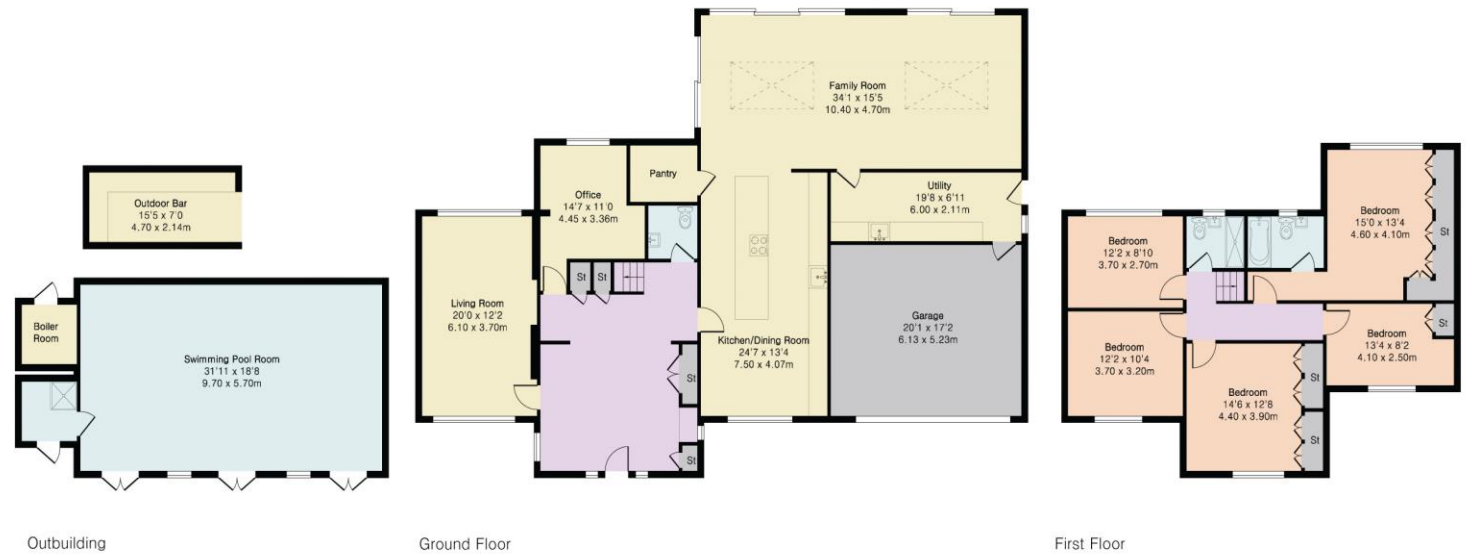 Outdoor Bar
15'5 x 7'0
4.70 x 2.14m
Boiler
Room
Swimming Pool Room
31'11 x 18'8
9.70 x 5.70m
Outbuilding
Family Room
34'1 x 15'5
10.40 x 4.70m
Pantry
Office
14'7 x 11'0
4.45 x 3.36m
Utility
19'8 x 6'11
6.00 x 2.11m
St
St
Living Room
20'0 x 12'2
6.10 x 3.70m
Kitchen/Dining Room
24'7 x 13'4
7.50 x 4.07m
Garage
20'1 x 17'2
6.13 x 5.23m
St
St
Ground Floor
Bedroom
15'0 x 13'4
4.60 x 4.10m
St
Bedroom
12'2 x 8'10
3.70 x 2.70m
St
Bedroom
13'4 x 8'2
4.10 x 2.50m
Bedroom
12'2 x 10'4
3.70 x 3.20m
Bedroom
14'6 x 12'8
4.40 x 3.90m
St
St
First Floor